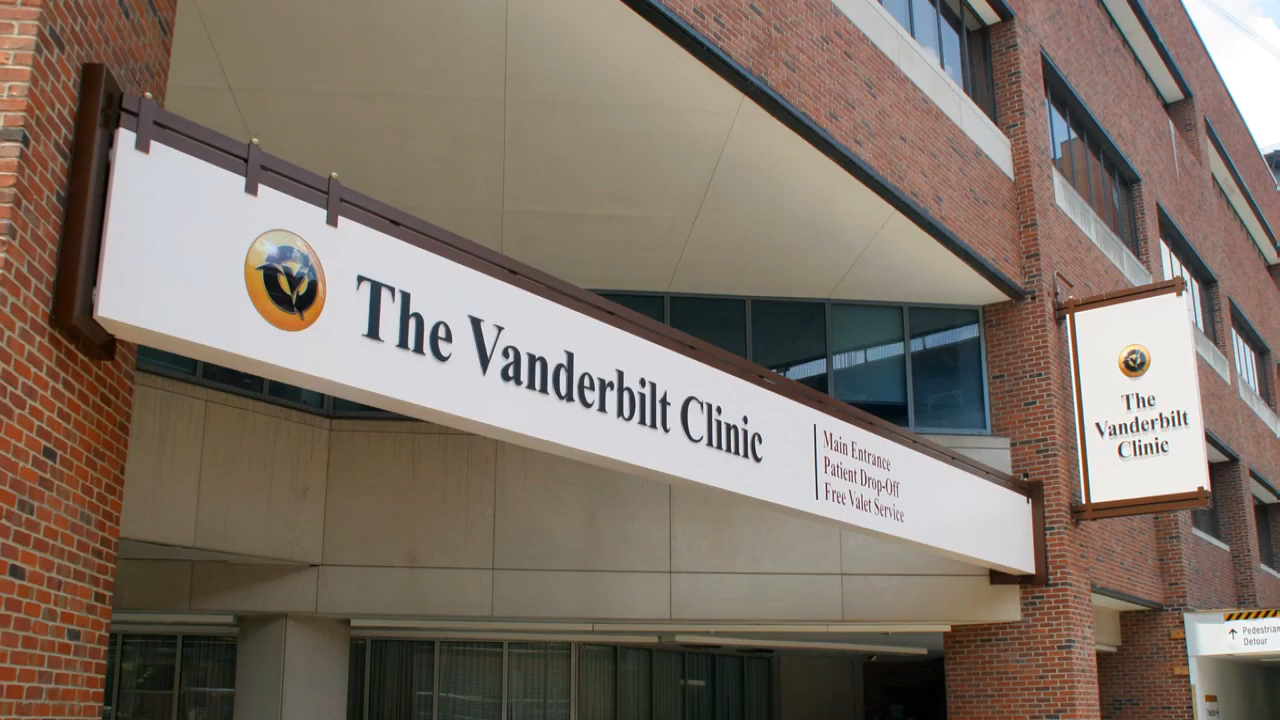 The Vanderbilt Clinic
Main Entrance
Patient Drop-Off
Free Valet Service
The
Vanderbilt
Clinic
Pedestrian
Detour